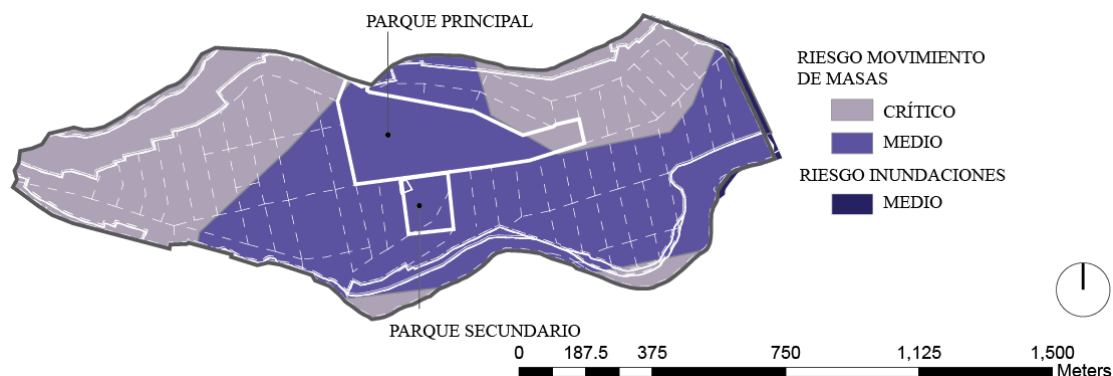 PARQUE PRINCIPAL
RIESGO MOVIMIENTO
DE MASAS
CRÍTICO
MEDIO
RIESGO INUNDACIONES
MEDIO
PARQUE SECUNDARIO
0 187.5 375 750 1,125 1,500
Meters